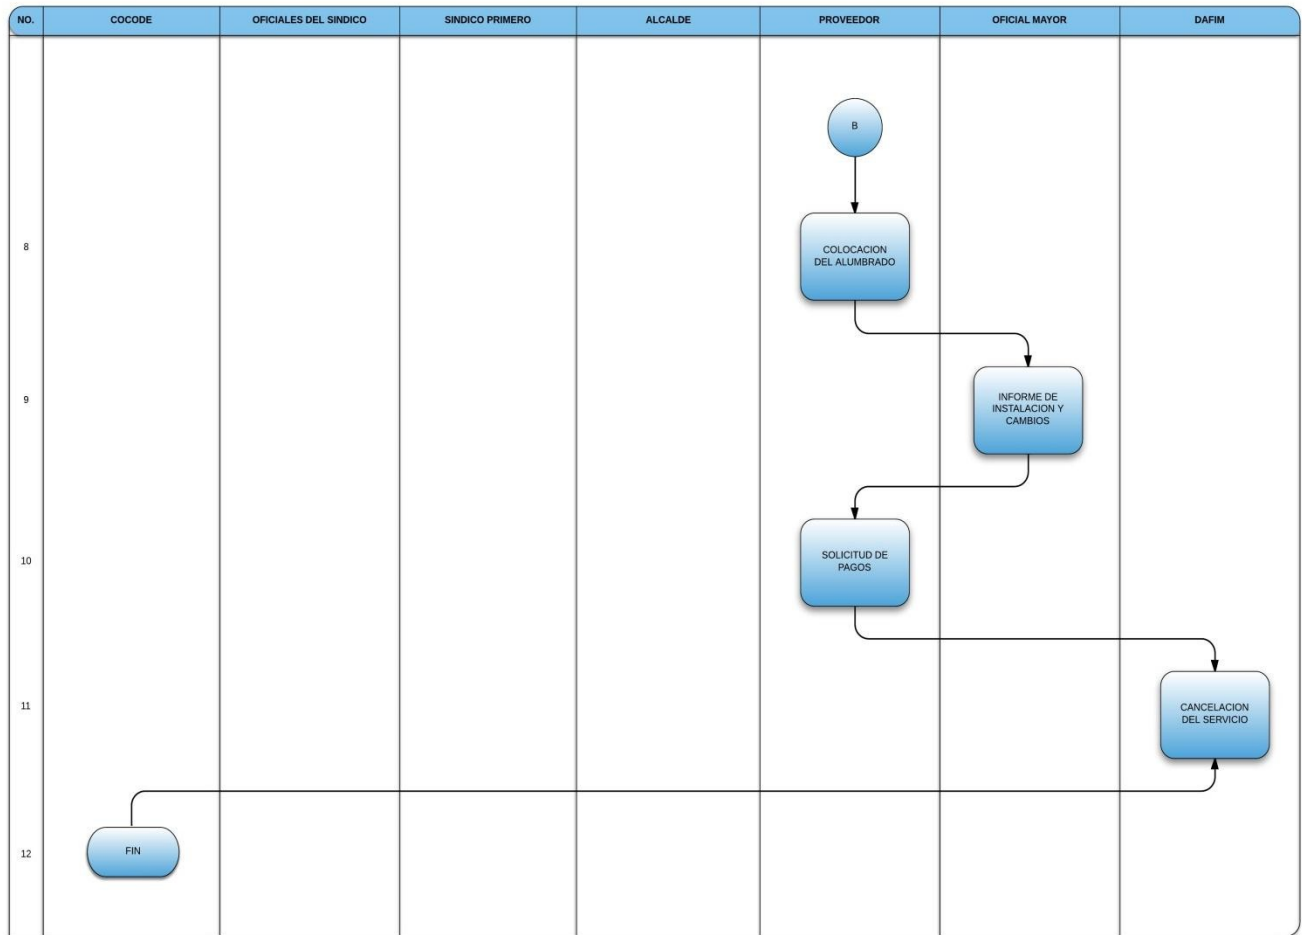 NO.
COCODE
OFICIALES DEL SINDICO
SINDICO PRIMERO
ALCALDE
PROVEEDOR
OFICIAL MAYOR
DAFIM
B
8
COLOCACION
DEL ALUMBRADO
9
INFORME DE
INSTALACION Y
CAMBIOS
10
SOLICITUD DE
PAGOS
11
CANCELACION
DEL SERVICIO
12
FIN